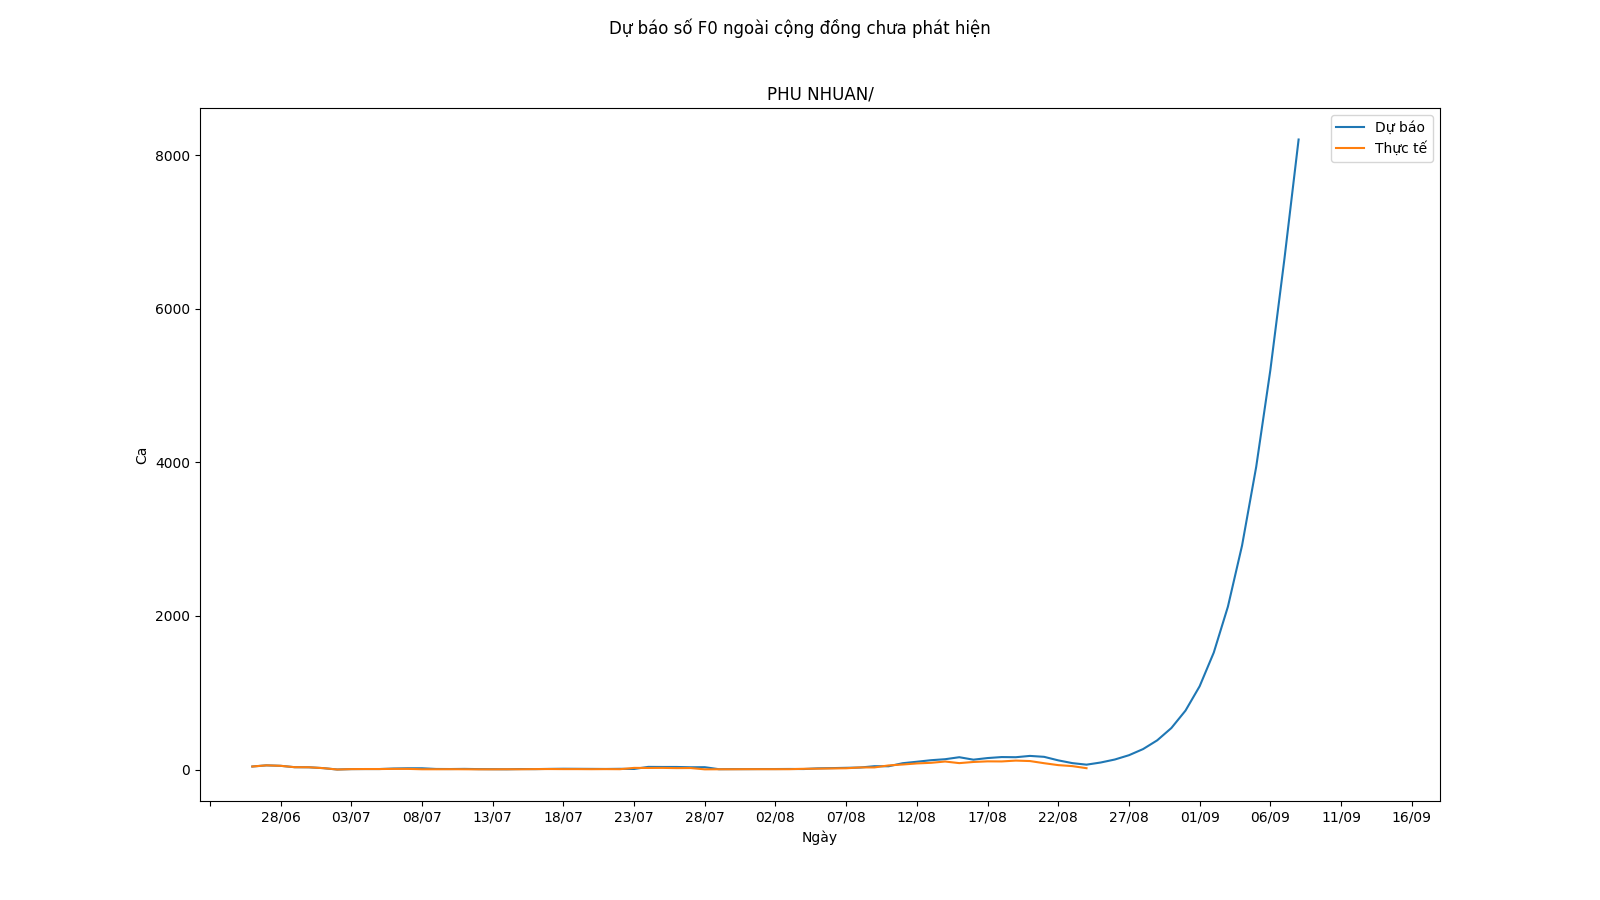 Dự báo số F0 ngoài cộng đồng chưa phát hiện
PHU NHUAN/
Dự báo
Thực tế
8000
6000
4000
2000
0
Ca
28/06 03/07 08/07 13/07 18/07 23/07 28/07 02/08 07/08 12/08 17/08 22/08 27/08 01/09 06/09 11/09 16/09
Ngày